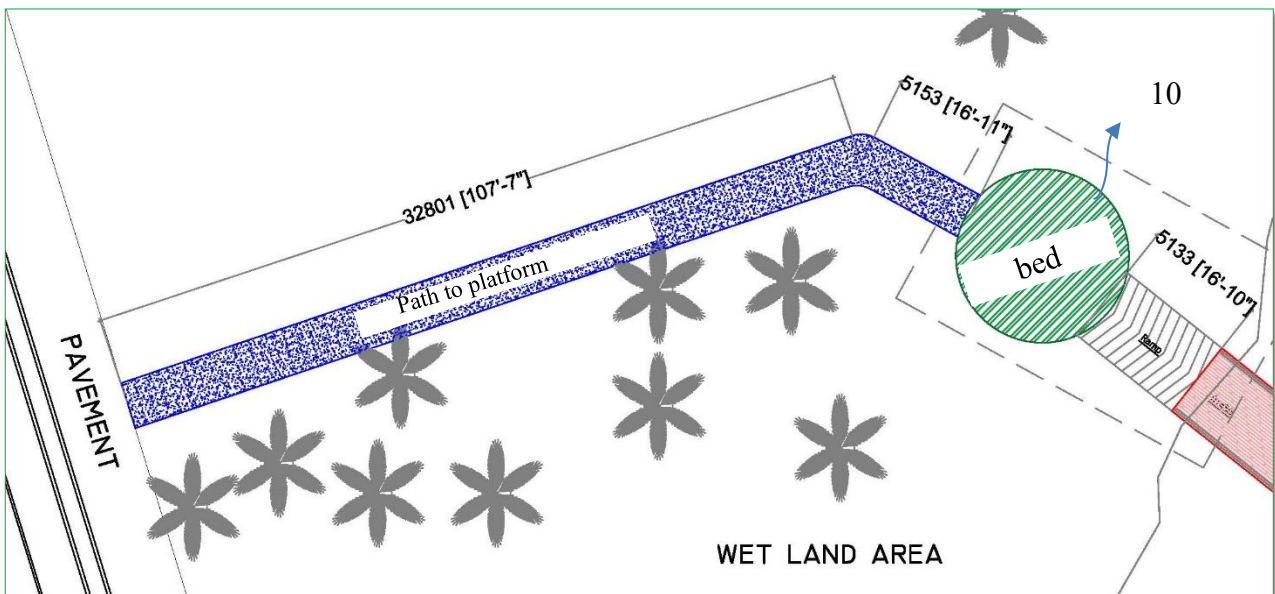 10
5153 [16'-11"]
32801 [107'-7"]
Path to platform
bed
5133 [16'-10"]
Ramp
PAVEMENT
WET LAND AREA